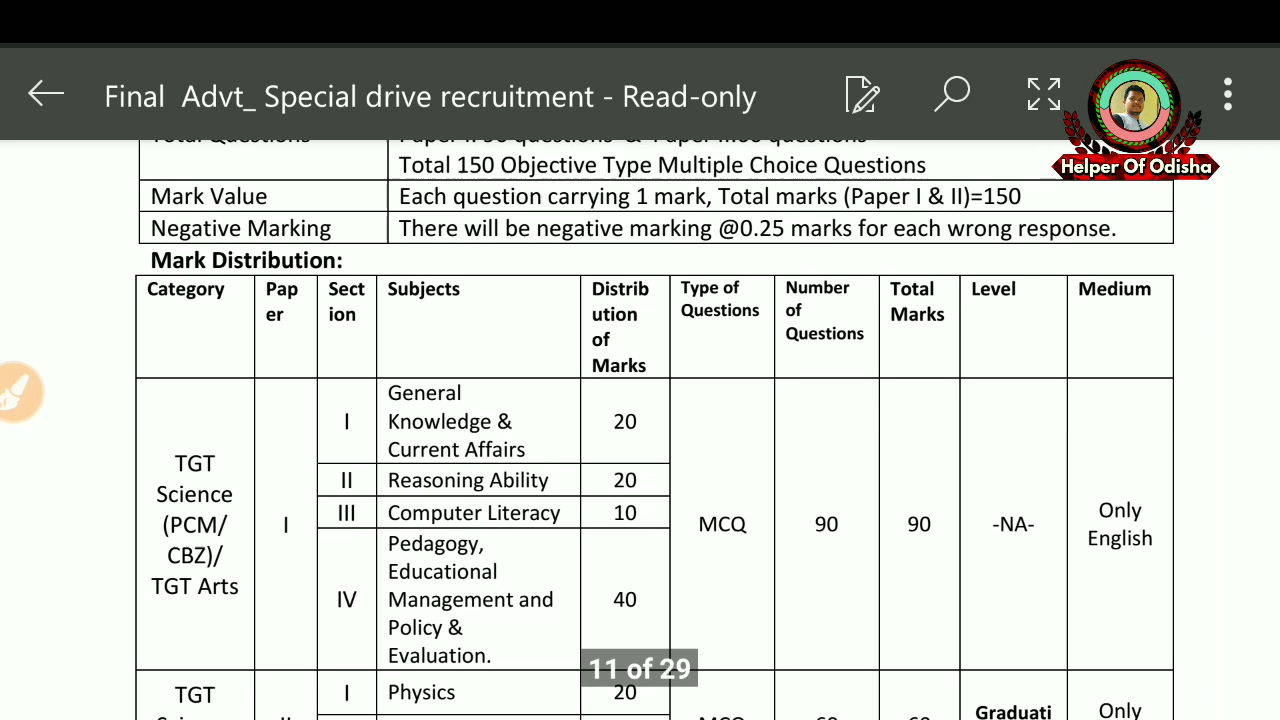 Final Advt_ Special drive recruitment - Read-only
Helper Of Odisha
Total 150 Objective Type Multiple Choice Questions
Mark Value
Each question carrying 1 mark, Total marks (Paper I & II)=150
Negative Marking
There will be negative marking @0.25 marks for each wrong response.
Mark Distribution:
Category
Pap
er
Sect
ion
Subjects
Distrib
ution
of
Marks
Type of
Questions
Number
of
Questions
Total
Marks
Level
Medium
TGT
Science
(PCM/
CBZ)/
TGT Arts
I
I
General
Knowledge &
Current Affairs
20
II
Reasoning Ability
20
III
Computer Literacy
10
IV
Pedagogy,
Educational
Management and
Policy &
Evaluation.
40
MCQ
90
90
-NA-
Only
English
11 of 29
TGT
I
Physics
20
Graduati
Only